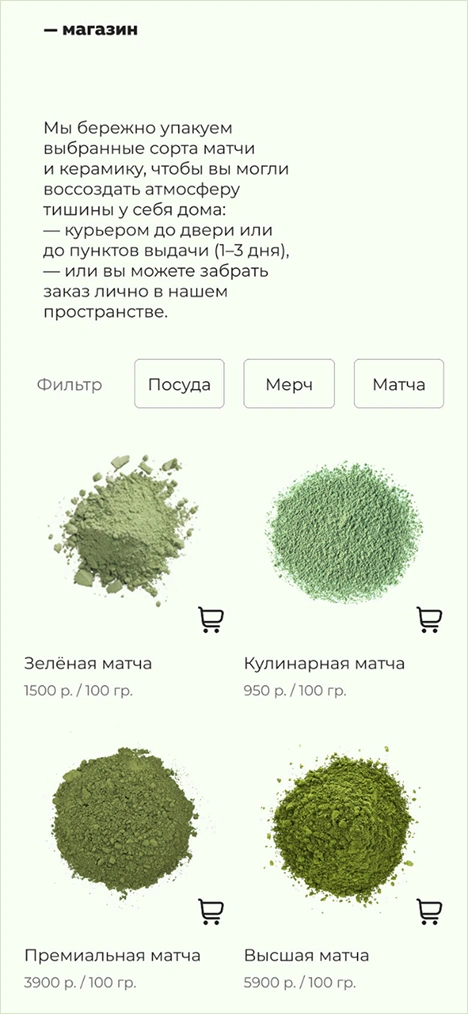 — магазин
Мы бережно упакуем
выбранные сорта матчи
и керамику, чтобы вы могли
воссоздать атмосферу
тишины у себя дома:
— курьером до двери или
до пунктов выдачи (1–3 дня),
— или вы можете забрать
заказ лично в нашем
пространстве.
Фильтр Посуда Мерч Матча
Зелёная матча
1500 р. / 100 гр.
Кулинарная матча
950 р. / 100 гр.
Премиальная матча
3900 р. / 100 гр.
Высшая матча
5900 р. / 100 гр.